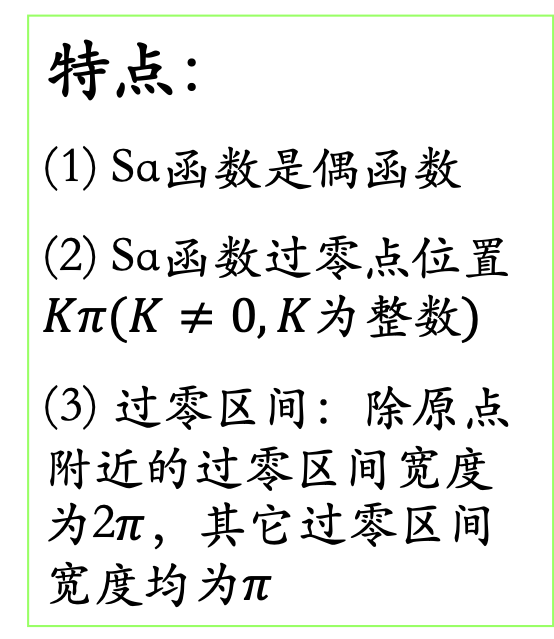 特点：
(1) Sa函数是偶函数
(2) Sa函数过零点位置
Kπ(K ≠ 0, K为整数)
(3) 过零区间：除原点
附近的过零区间宽度
为2π，其它过零区间
宽度均为π